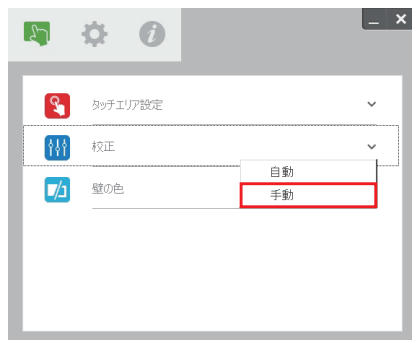 タッチエリア設定
校正
自動
壁の色
手動